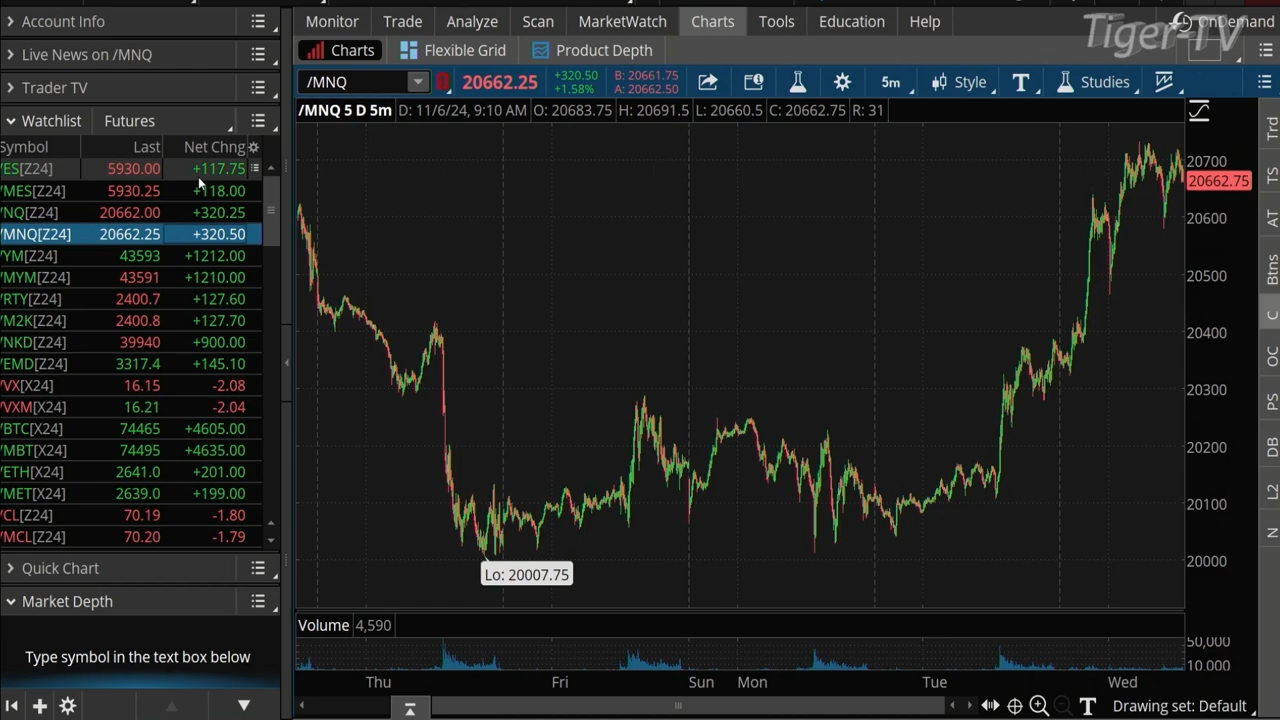 Account Info
Monitor Trade Analyze Scan MarketWatch Charts Tools Education Help
Tiger-TV
OnDemand
Live News on /MNQ
Charts Flexible Grid Product Depth
Trader TV
/MNQ 20662.25 +320.50 +1.58% B: 20661.75 A: 20662.50 5m Style T Studies
/MNQ 5 D 5m D: 11/6/24, 9:10 AM O: 20683.75 H: 20691.5 L: 20660.5 C: 20662.75 R: 31
Watchlist Futures
Symbol Last Net Chng
/ES[Z24] 5930.00 +117.75
/MES[Z24] 5930.25 +118.00
/NQ[Z24] 20662.00 +320.25
/MNQ[Z24] 20662.25 +320.50
/YM[Z24] 43593 +1212.00
/MYM[Z24] 43591 +1210.00
/RTY[Z24] 2400.7 +127.60
/M2K[Z24] 2400.8 +127.70
/NKD[Z24] 39940 +900.00
/EMD[Z24] 3317.4 +145.10
/VX[X24] 16.15 -2.08
/VXM[X24] 16.21 -2.04
/BTC[X24] 74465 +4605.00
/MBT[X24] 74495 +4635.00
/ETH[X24] 2641.0 +201.00
/MET[X24] 2639.0 +199.00
/CL[Z24] 70.19 -1.80
/MCL[Z24] 70.20 -1.79
20700
20662.75
20600
20500
20400
20300
20200
20100
20000
Lo: 20007.75
Trd
TS
AT
Btns
C
OC
PS
DB
L2
N
Quick Chart
Market Depth
Type symbol in the text box below
Volume 4,590
50,000
10,000
Thu Fri Sun Mon Tue Wed
T Drawing set: Default